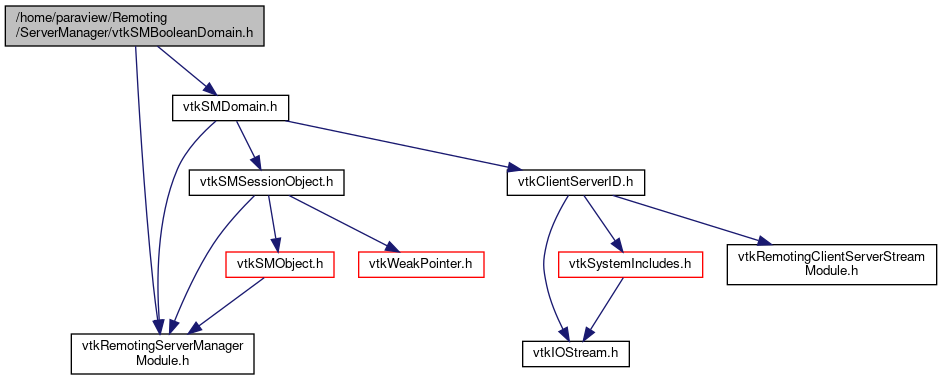 /home/paraview/Remoting
/ServerManager/vtkSMBooleanDomain.h
vtkSMDomain.h
vtkSMSessionObject.h
vtkClientServerID.h
vtkSMObject.h
vtkWeakPointer.h
vtkSystemIncludes.h
vtkRemotingClientServerStream
Module.h
vtkRemotingServerManager
Module.h
vtkIOStream.h